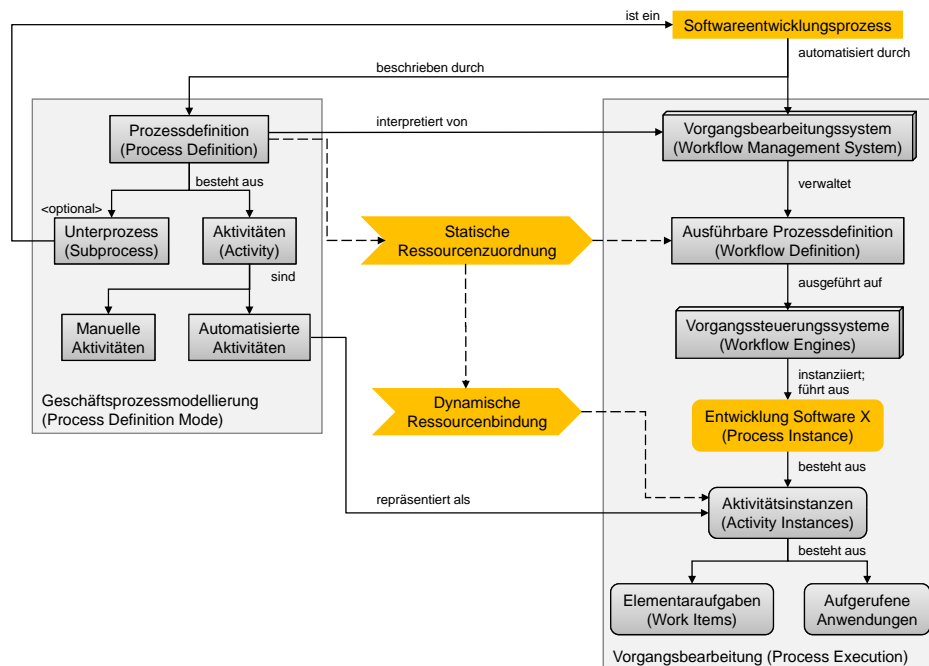 ist ein
Softwareentwicklungsprozess
automatisiert durch
beschrieben durch
Prozessdefinition
(Process Definition)
interpretiert von
Vorgangsbearbeitungssystem
(Workflow Management System)
besteht aus
verwaltet
<optional>
Unterprozess
(Subprocess)
Aktivitäten
(Activity)
Statische
Ressourcenzuordnung
Ausführbare Prozessdefinition
(Workflow Definition)
sind
ausgeführt auf
Manuelle
Aktivitäten
Automatisierte
Aktivitäten
Vorgangssteuerungssysteme
(Workflow Engines)
instanziiert;
führt aus
Geschäftsprozessmodellierung
(Process Definition Mode)
Dynamische
Ressourcenbindung
Entwicklung Software X
(Process Instance)
besteht aus
repräsentiert als
Aktivitätsinstanzen
(Activity Instances)
besteht aus
Elementaraufgaben
(Work Items)
Aufgerufene
Anwendungen
Vorgangsbearbeitung (Process Execution)